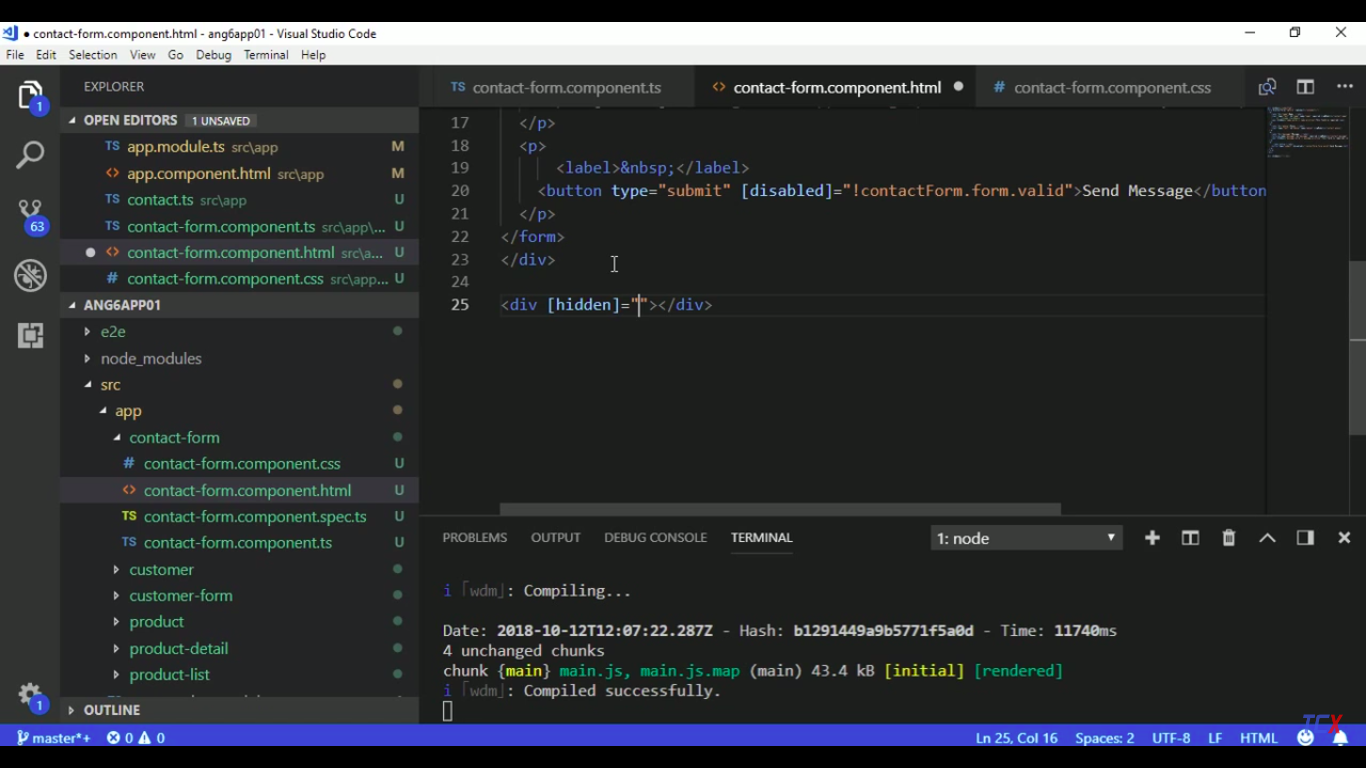 contact-form.component.html - ang6app01 - Visual Studio Code
File Edit Selection View Go Debug Terminal Help
1
EXPLORER
TS contact-form.component.ts
<> contact-form.component.html
# contact-form.component.css
OPEN EDITORS 1 UNSAVED
TS app.module.ts src\app M
<> app.component.html src\app M
TS contact.ts src\app U
TS contact-form.component.ts src\app\... U
<> contact-form.component.html src\a... U
# contact-form.component.css src\app... U
63
ANG6APP01
e2e
node_modules
src
app
contact-form
# contact-form.component.css U
<> contact-form.component.html U
TS contact-form.component.spec.ts U
TS contact-form.component.ts U
customer
customer-form
product
product-detail
product-list
OUTLINE
1
17 </p>
18 <p>
19 <label>&nbsp;</label>
20 <button type="submit" [disabled]="!contactForm.form.valid">Send Message</button
21 </p>
22 </form>
23 </div>
24
25 <div [hidden]=""></div>
PROBLEMS OUTPUT DEBUG CONSOLE TERMINAL 1: node
i ｢wdm｣: Compiling...
Date: 2018-10-12T12:07:22.287Z - Hash: b1291449a9b5771f5a0d - Time: 11740ms
4 unchanged chunks
chunk {main} main.js, main.js.map (main) 43.4 kB [initial] [rendered]
i ｢wdm｣: Compiled successfully.
TCX
master*+ 0 0 Ln 25, Col 16 Spaces: 2 UTF-8 LF HTML